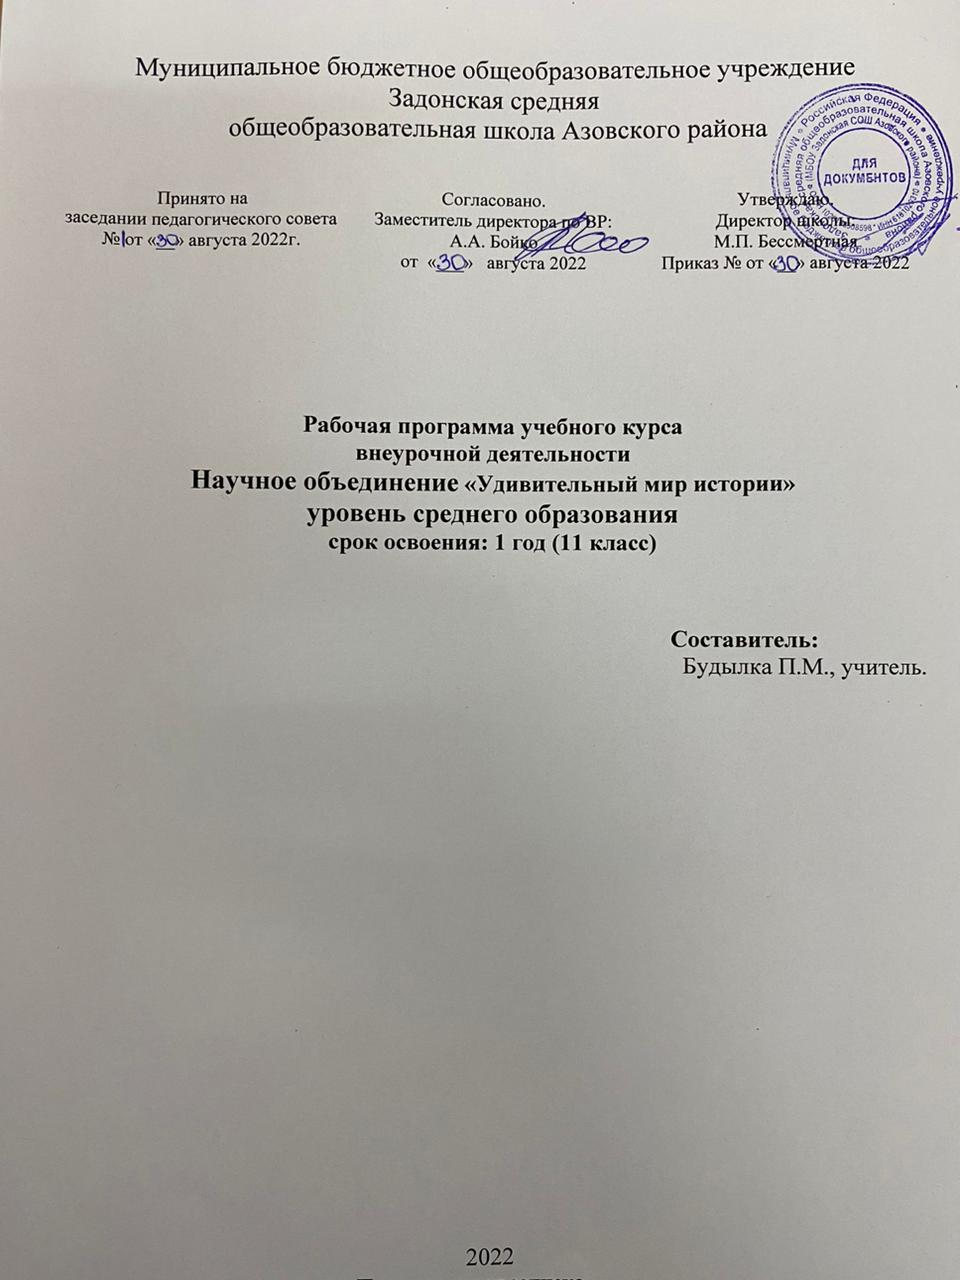 Муниципальное бюджетное общеобразовательное учреждение
Задонская средняя
общеобразовательная школа Азовского района
Принято на
заседании педагогического совета
№1от «30» августа 2022г.
Согласовано.
Заместитель директора по ВР:
А.А. Бойко
от «30» августа 2022
Утверждаю.
Директор школы:
М.П. Бессмертная
Приказ № от «30» августа 2022
ДЛЯ
ДОКУМЕНТОВ
Российская Федерация
Рабочая программа учебного курса
внеурочной деятельности
Научное объединение «Удивительный мир истории»
уровень среднего образования
срок освоения: 1 год (11 класс)
Составитель:
Будылка П.М., учитель.
2022